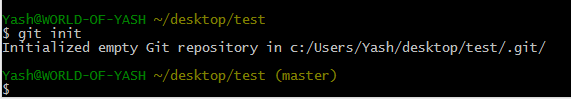 Yash@WORLD-OF-YASH ~/desktop/test
$ git init
Initialized empty Git repository in c:/Users/Yash/desktop/test/.git/
Yash@WORLD-OF-YASH ~/desktop/test (master)
$